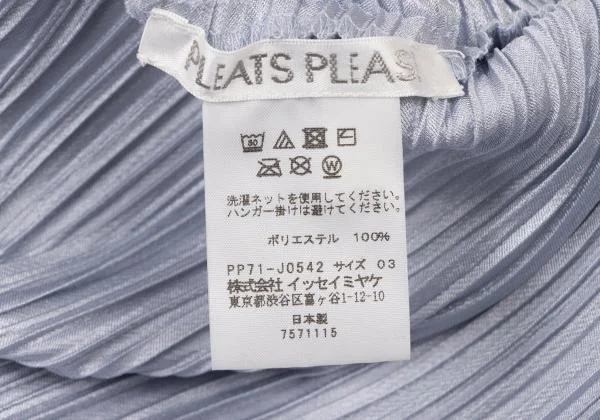 PLEATS PLEAS
30
W
洗濯ネットを使用してください。
ハンガー掛けは避けてください。
ポリエステル 100%
PP71-J0542 サイズ 03
株式会社 イッセイミヤケ
東京都渋谷区富ヶ谷1-12-10
日本製
7571115